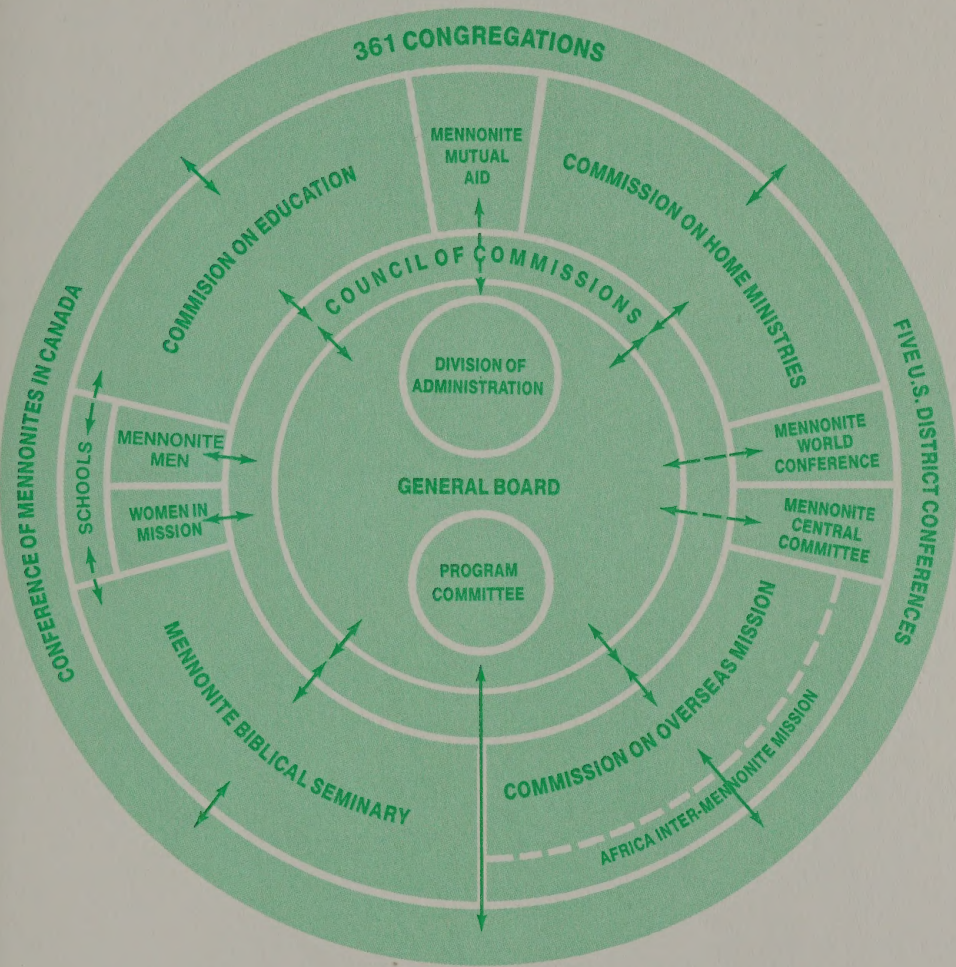 361 CONGREGATIONS
MENNONITE
MUTUAL
AID
COMMISION ON EDUCATION
COMMISSION ON HOME MINISTRIES
COUNCIL OF COMMISSIONS
CONFERENCE OF MENNONITES IN CANADA
FIVE U.S. DISTRICT CONFERENCES
DIVISION OF
ADMINISTRATION
SCHOOLS
MENNONITE
MEN
WOMEN IN
MISSION
GENERAL BOARD
MENNONITE
WORLD
CONFERENCE
MENNONITE
CENTRAL
COMMITTEE
PROGRAM
COMMITTEE
MENNONITE BIBLICAL SEMINARY
COMMISSION ON OVERSEAS MISSION
AFRICA INTER-MENNONITE MISSION